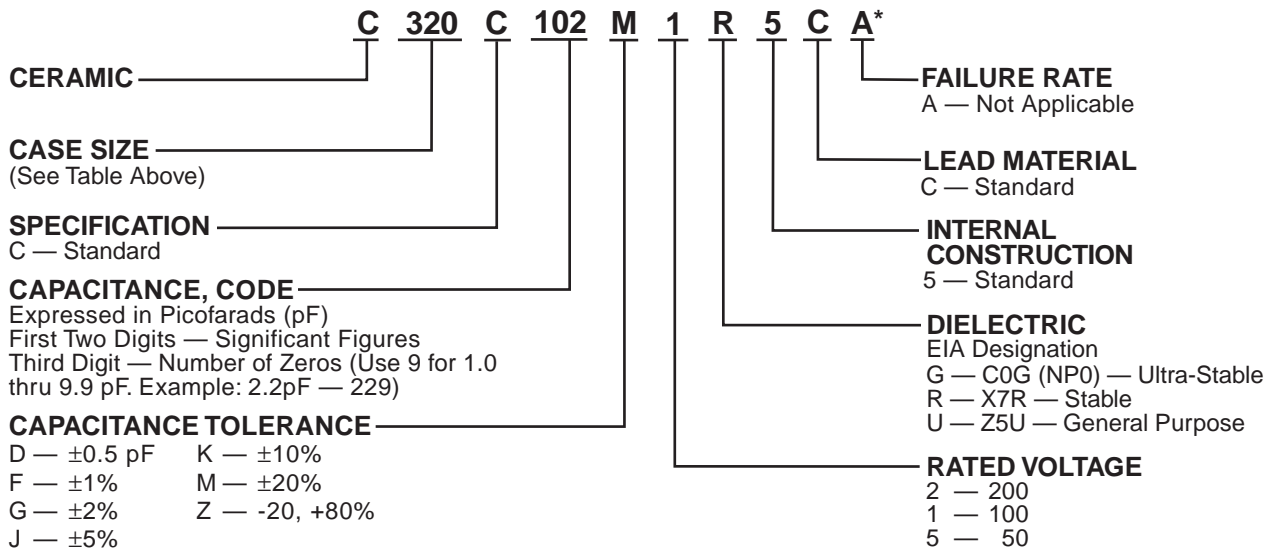 C 320 C 102 M 1 R 5 C A*
CERAMIC
CASE SIZE
(See Table Above)
SPECIFICATION
C — Standard
CAPACITANCE, CODE
Expressed in Picofarads (pF)
First Two Digits — Significant Figures
Third Digit — Number of Zeros (Use 9 for 1.0
thru 9.9 pF. Example: 2.2pF — 229)
CAPACITANCE TOLERANCE
D — ±0.5 pF K — ±10%
F — ±1% M — ±20%
G — ±2% Z — -20, +80%
J — ±5%
FAILURE RATE
A — Not Applicable
LEAD MATERIAL
C — Standard
INTERNAL
CONSTRUCTION
5 — Standard
DIELECTRIC
EIA Designation
G — C0G (NP0) — Ultra-Stable
R — X7R — Stable
U — Z5U — General Purpose
RATED VOLTAGE
2 — 200
1 — 100
5 — 50